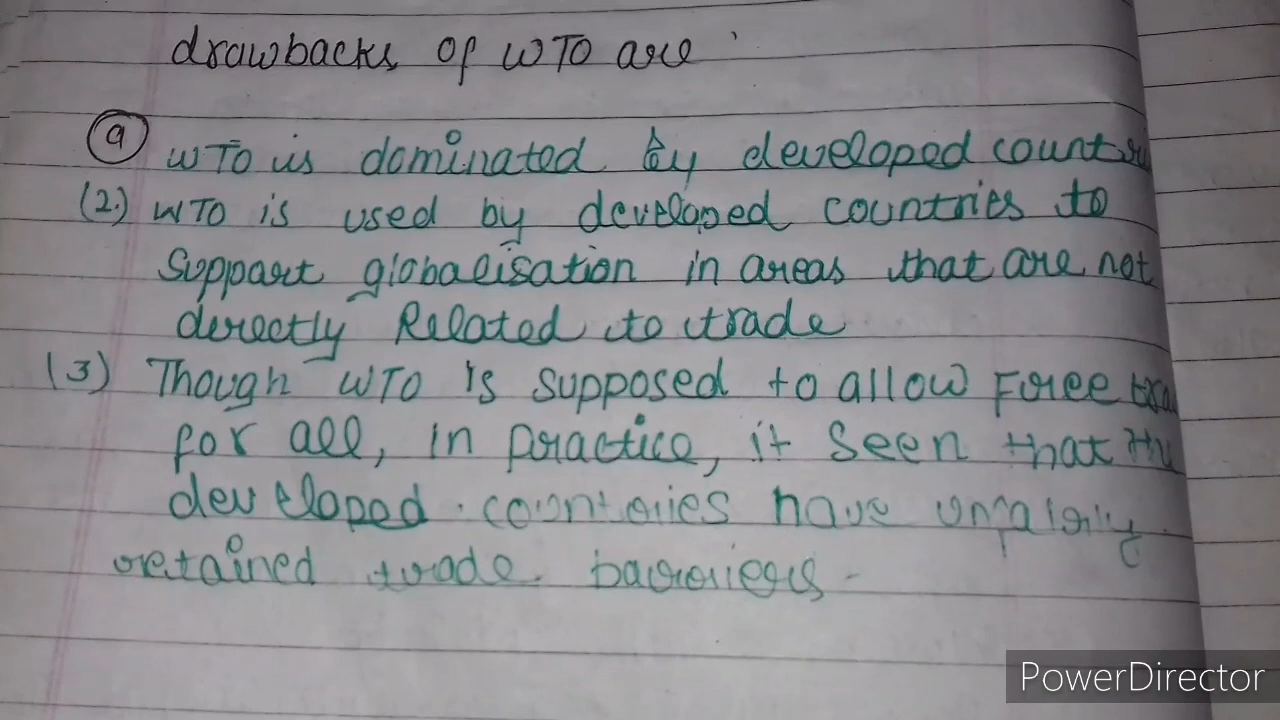 drawbacks of WTO are
(a) WTO is dominated by developed countri
(2.) WTO is used by developed countries to
Support globalisation in areas that are not
derectly Related to trade
(3) Though WTO is supposed to allow Free tra
for all, in practice, it seen that the
developed countries have unfairly
retained trade barriers -
PowerDirector